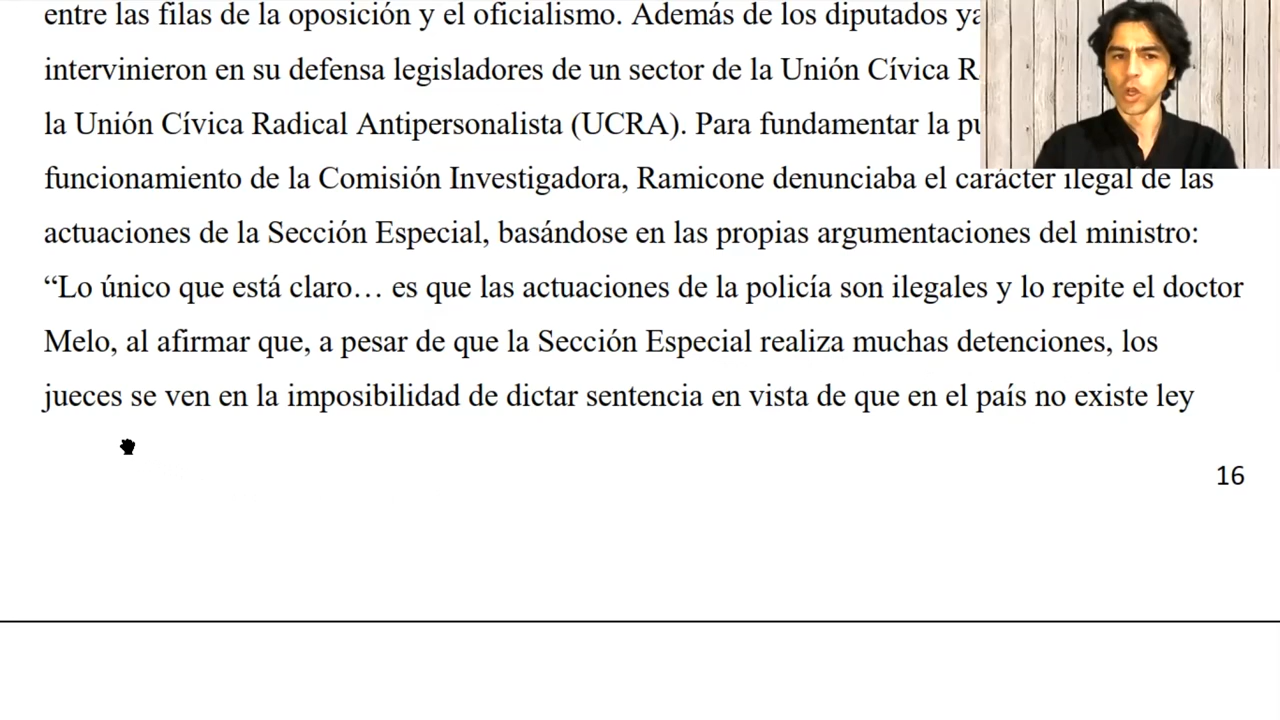 entre las filas de la oposición y el oficialismo. Además de los diputados ya
intervinieron en su defensa legisladores de un sector de la Unión Cívica R
la Unión Cívica Radical Antipersonalista (UCRA). Para fundamentar la
funcionamiento de la Comisión Investigadora, Ramicone denunciaba el carácter ilegal de las
actuaciones de la Sección Especial, basándose en las propias argumentaciones del ministro:
“Lo único que está claro… es que las actuaciones de la policía son ilegales y lo repite el doctor
Melo, al afirmar que, a pesar de que la Sección Especial realiza muchas detenciones, los
jueces se ven en la imposibilidad de dictar sentencia en vista de que en el país no existe ley
16